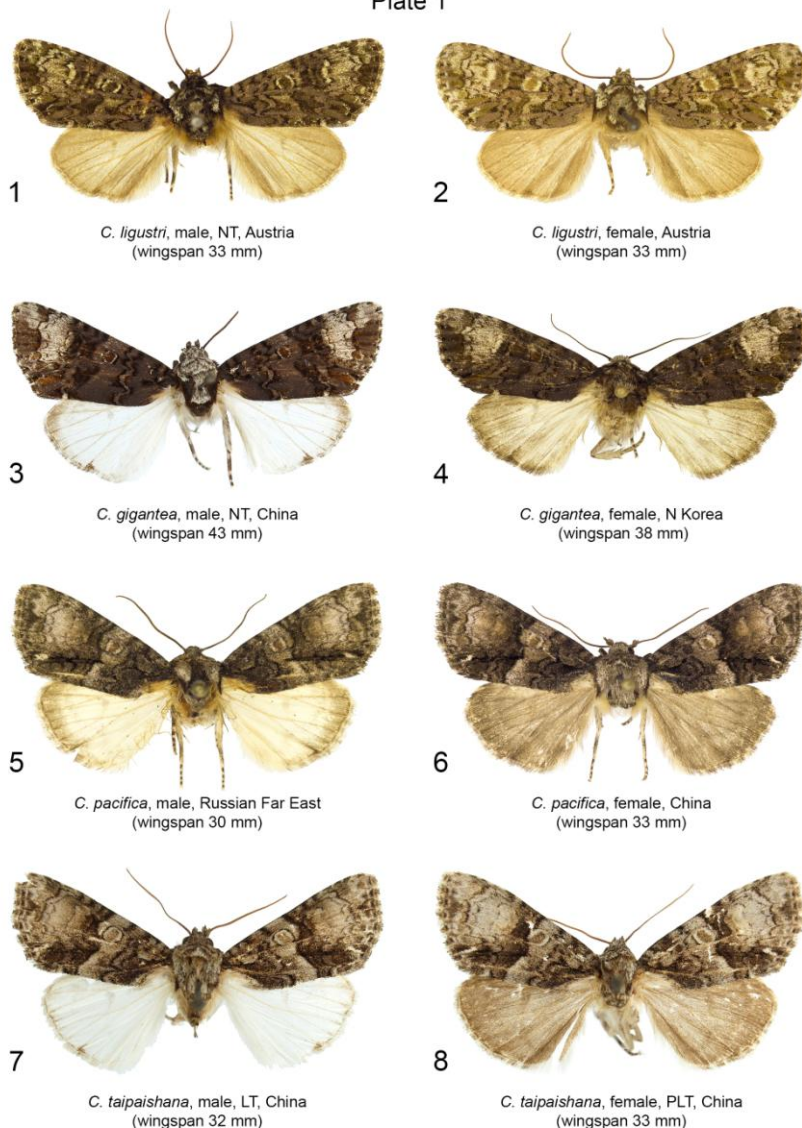 Plate 1
1
2
C. ligustri, male, NT, Austria
(wingspan 33 mm)
C. ligustri, female, Austria
(wingspan 33 mm)
3
4
C. gigantea, male, NT, China
(wingspan 43 mm)
C. gigantea, female, N Korea
(wingspan 38 mm)
5
6
C. pacifica, male, Russian Far East
(wingspan 30 mm)
C. pacifica, female, China
(wingspan 33 mm)
7
8
C. taipaishana, male, LT, China
(wingspan 32 mm)
C. taipaishana, female, PLT, China
(wingspan 33 mm)